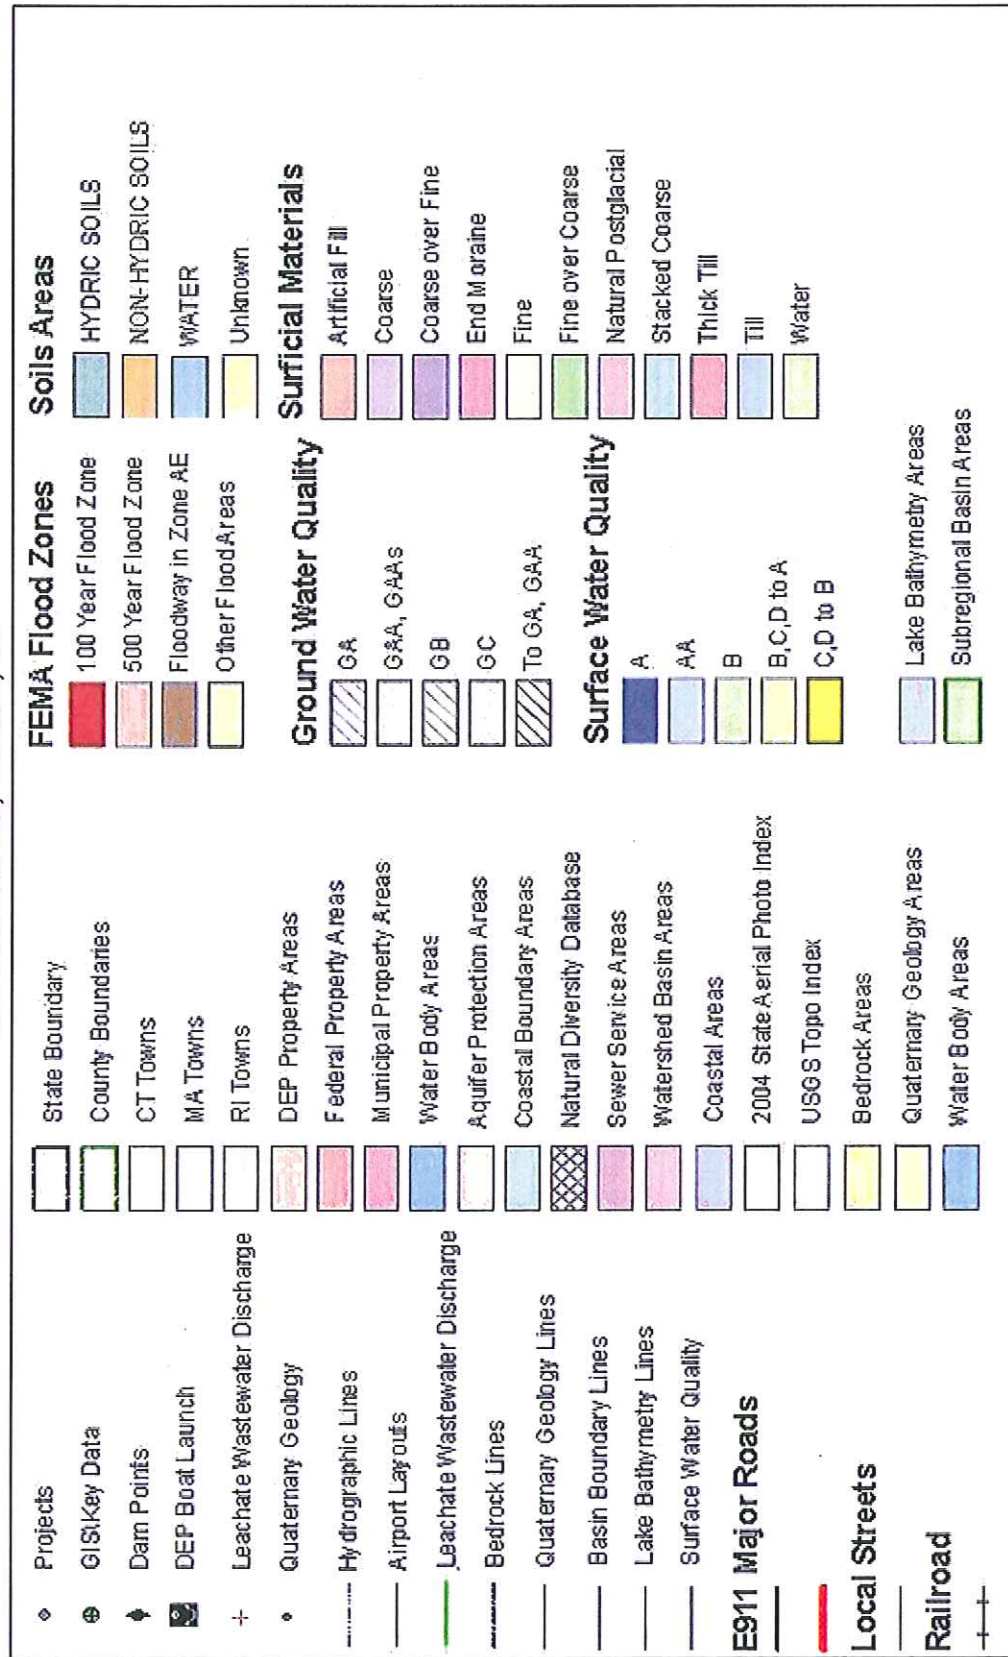 Projects
GIS\Key Data
Dam Points
DEP Boat Launch
Leachate Wastewater Discharge
Quaternary Geology
Hydrographic Lines
Airport Layouts
Leachate Wastewater Discharge
Bedrock Lines
Quaternary Geology Lines
Basin Boundary Lines
Lake Bathymetry Lines
Surface Water Quality
E911 Major Roads
Local Streets
Railroad
State Boundary
County Boundaries
CT Towns
MA Towns
RI Towns
DEP Property Areas
Federal Property Areas
Municipal Property Areas
Water Body Areas
Aquifer Protection Areas
Coastal Boundary Areas
Natural Diversity Database
Sewer Service Areas
Watershed Basin Areas
Coastal Areas
2004 State Aerial Photo Index
USGS Topo Index
Bedrock Areas
Quaternary Geology Areas
Water Body Areas
FEMA Flood Zones
100 Year Flood Zone
500 Year Flood Zone
Floodway in Zone AE
Other Flood Areas
Ground Water Quality
GA
GAA, GAAs
GB
GC
To GA, GAA
Surface Water Quality
A
AA
B
B,C,D to A
C,D to B
Lake Bathymetry Areas
Subregional Basin Areas
Soils Areas
HYDRIC SOILS
NON-HYDRIC SOILS
WATER
Unknown
Surficial Materials
Artificial Fill
Coarse
Coarse over Fine
End Moraine
Fine
Fine over Coarse
Natural Postglacial
Stacked Coarse
Thick Till
Till
Water